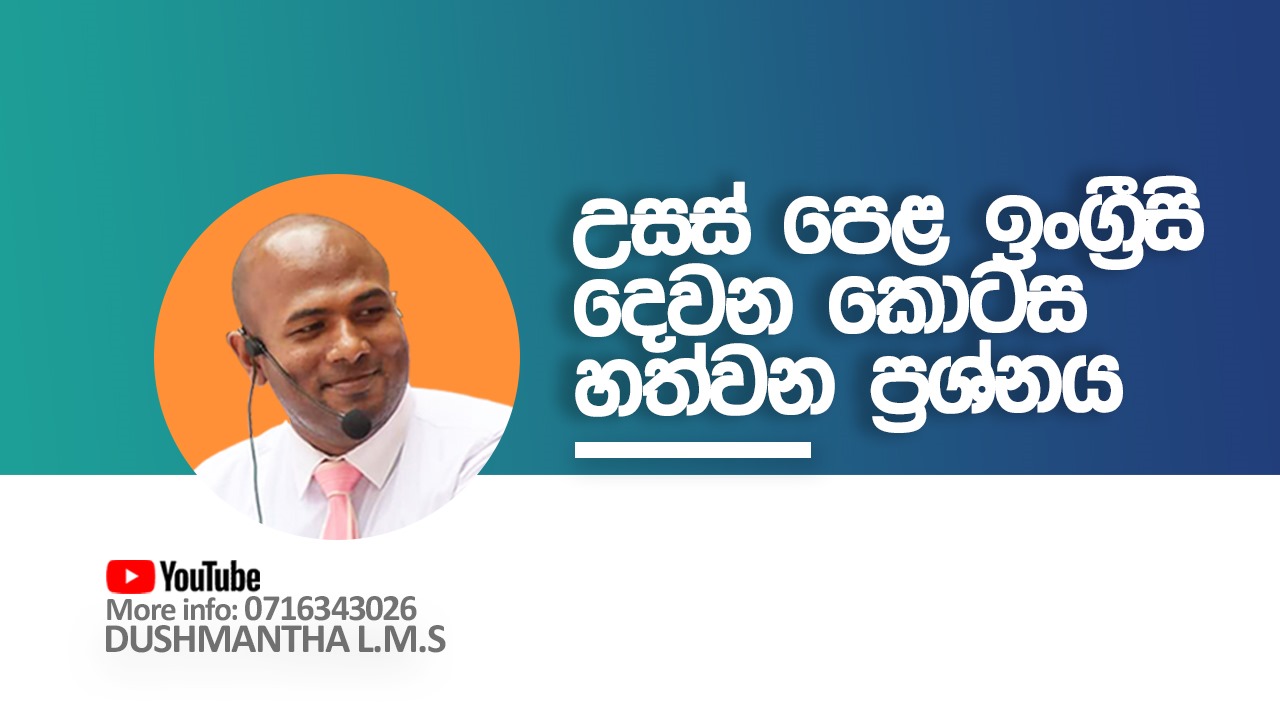 උසස් පෙළ ඉංග්‍රීසි
දෙවන කොටස
හත්වන ප්‍රශ්නය
YouTube
More info: 0716343026
DUSHMANTHA L.M.S